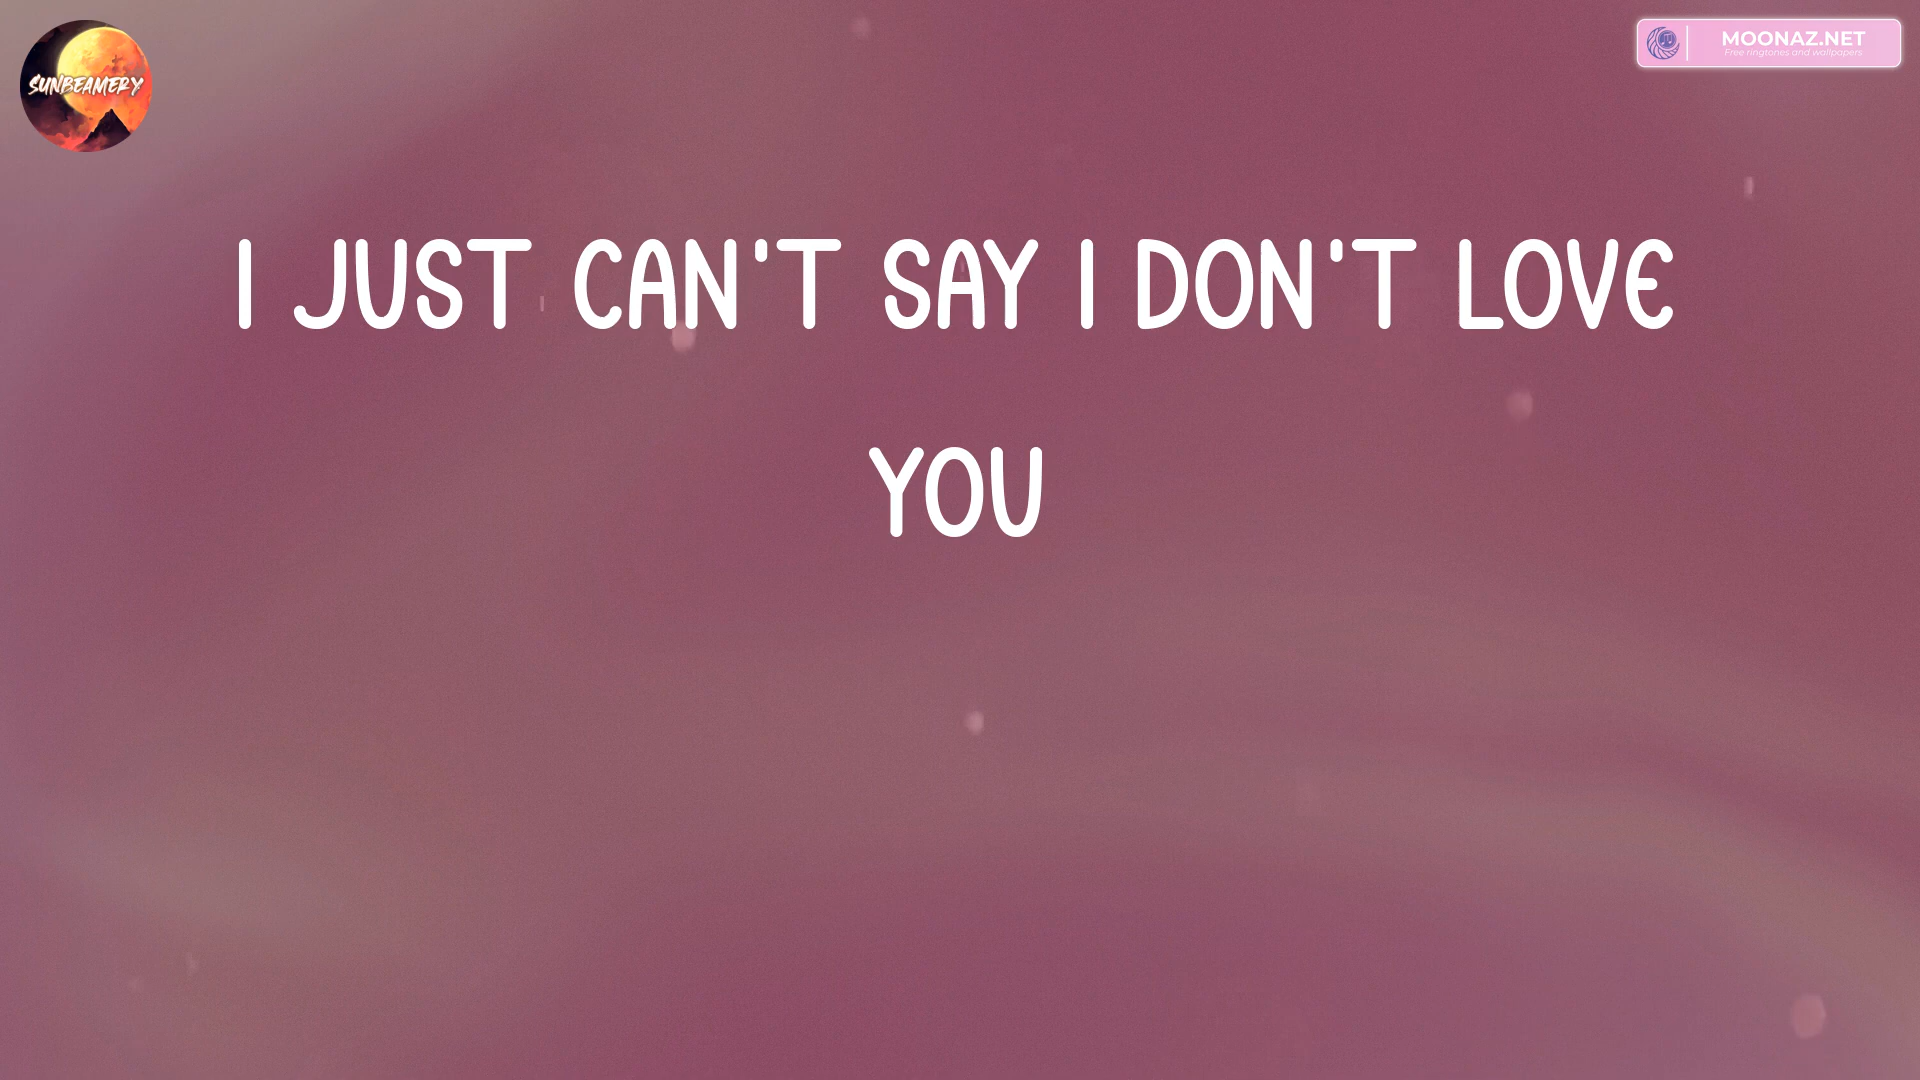 SUNBEAMERY
MOONAZ.NET
Free ringtones and wallpapers
I JUST CAN'T SAY I DON'T LOVE
YOU